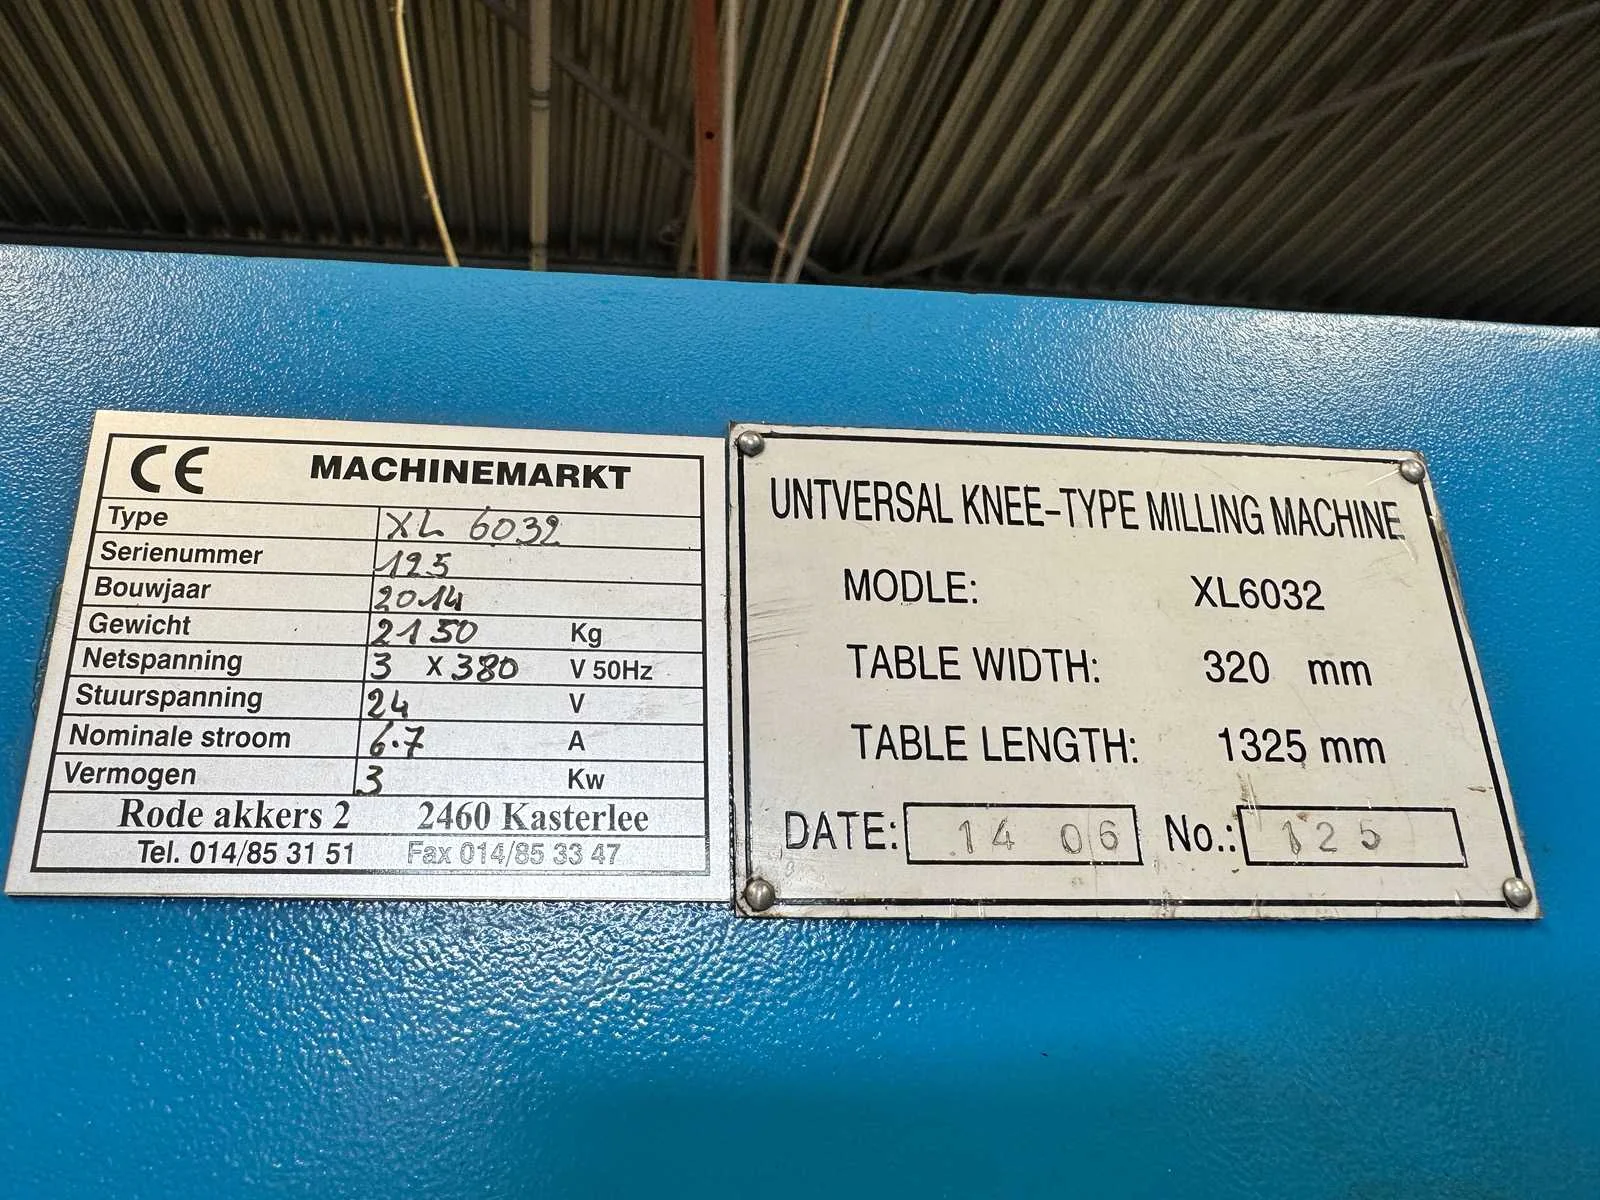 CE MACHINEMARKT
Type XL 6032
Serienummer 125
Bouwjaar 2014
Gewicht 2150 Kg
Netspanning 3 x 380 V 50Hz
Stuurspanning 24 V
Nominale stroom 6.7 A
Vermogen 3 Kw
Rode akkers 2 2460 Kasterlee
Tel. 014/85 31 51 Fax 014/85 33 47
UNTVERSAL KNEE-TYPE MILLING MACHINE
MODLE: XL6032
TABLE WIDTH: 320 mm
TABLE LENGTH: 1325 mm
DATE: 14 06 No.: 125